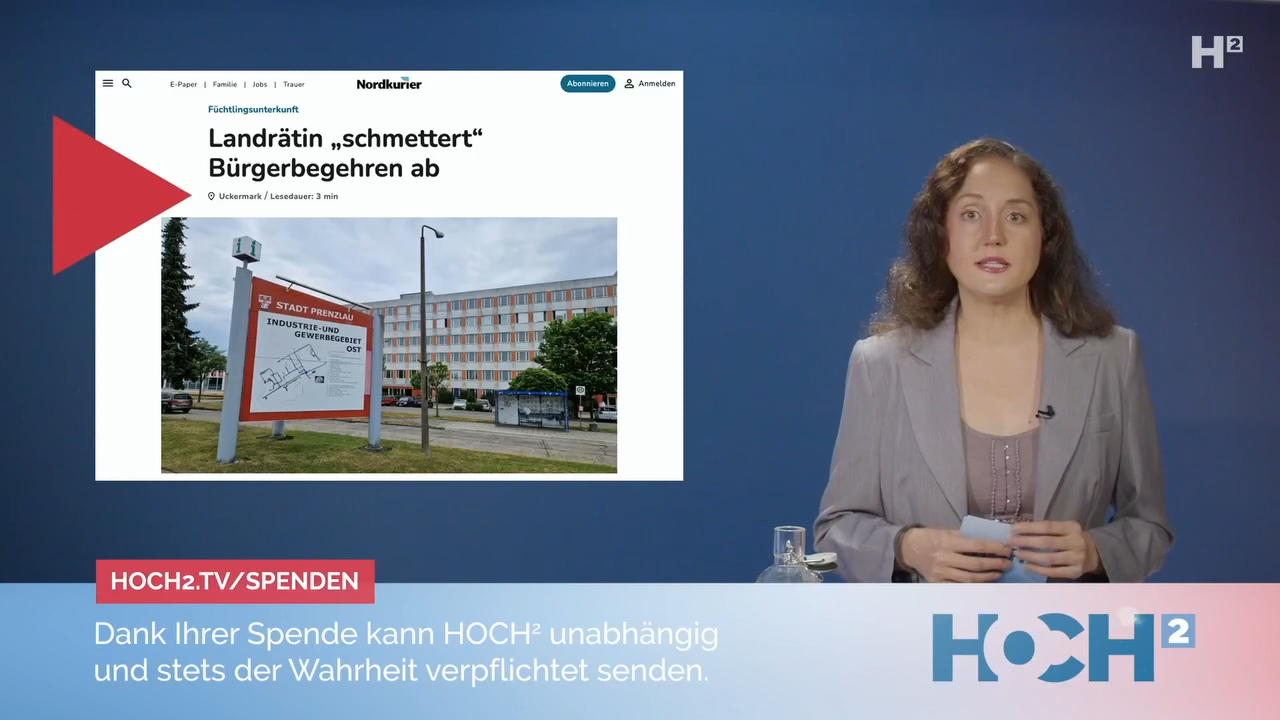 H2
E-Paper | Familie | Jobs | Trauer
Nordkurier
Abonnieren
Anmelden
Füchtlingsunterkunft
Landrätin „schmettert“
Bürgerbegehren ab
Uckermark / Lesedauer: 3 min
i i
STADT PRENZLAU
INDUSTRIE-UND
GEWERBEGEBIET
OST
HOCH2.TV/SPENDEN
Dank Ihrer Spende kann HOCH² unabhängig
und stets der Wahrheit verpflichtet senden.
HOCH2